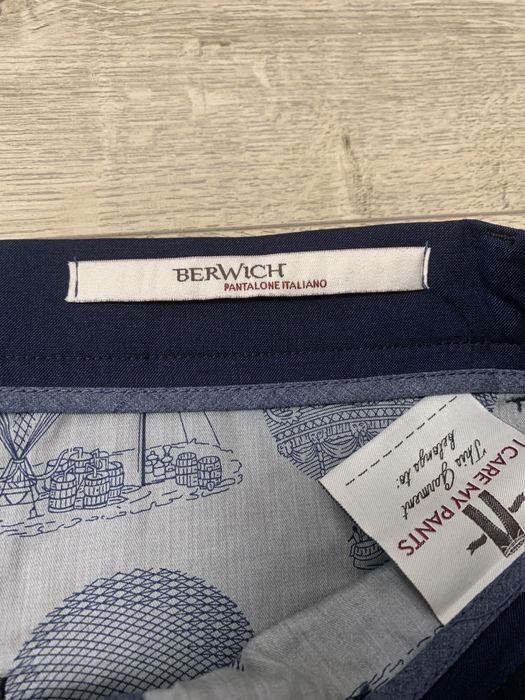 BERWICH
PANTALONE ITALIANO
I CARE MY PANTS
This Garment
belongs to: